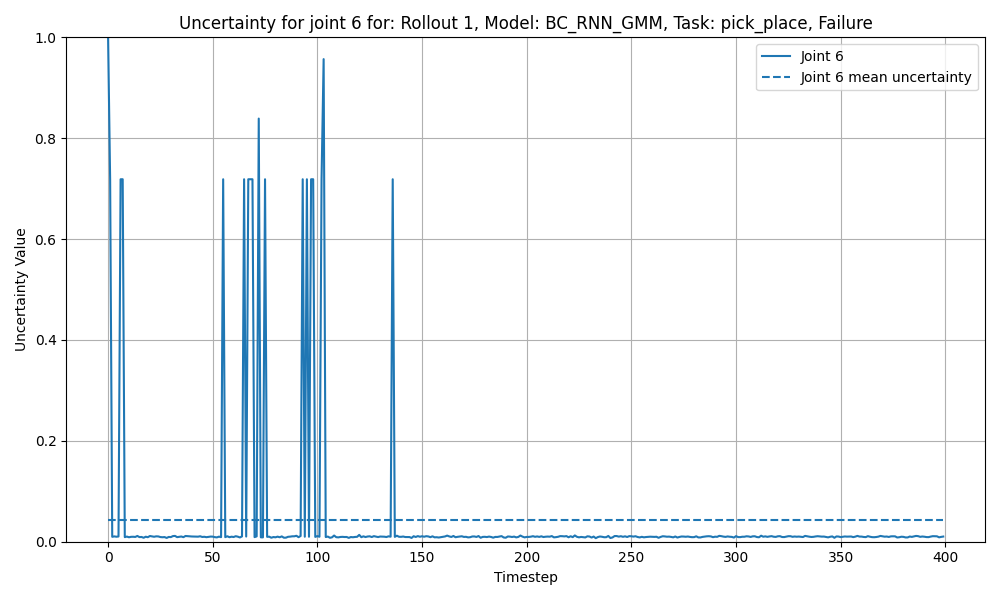 Uncertainty for joint 6 for: Rollout 1, Model: BC_RNN_GMM, Task: pick_place, Failure
Joint 6
Joint 6 mean uncertainty
Uncertainty Value
1.0
0.8
0.6
0.4
0.2
0.0
0 50 100 150 200 250 300 350 400
Timestep